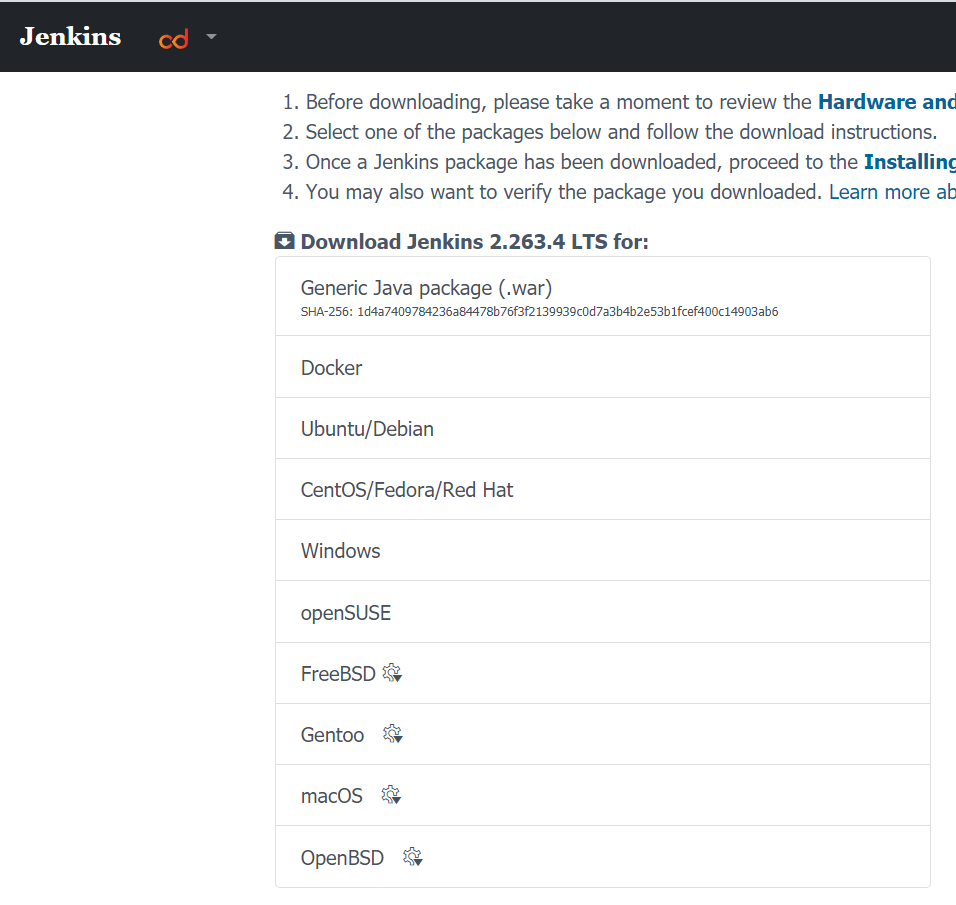 Jenkins cd
1. Before downloading, please take a moment to review the Hardware and
2. Select one of the packages below and follow the download instructions.
3. Once a Jenkins package has been downloaded, proceed to the Installing
4. You may also want to verify the package you downloaded. Learn more ab
Download Jenkins 2.263.4 LTS for:
Generic Java package (.war)
SHA-256: 1d4a7409784236a84478b76f3f2139939c0d7a3b4b2e53b1fcef400c14903ab6
Docker
Ubuntu/Debian
CentOS/Fedora/Red Hat
Windows
openSUSE
FreeBSD
Gentoo
macOS
OpenBSD